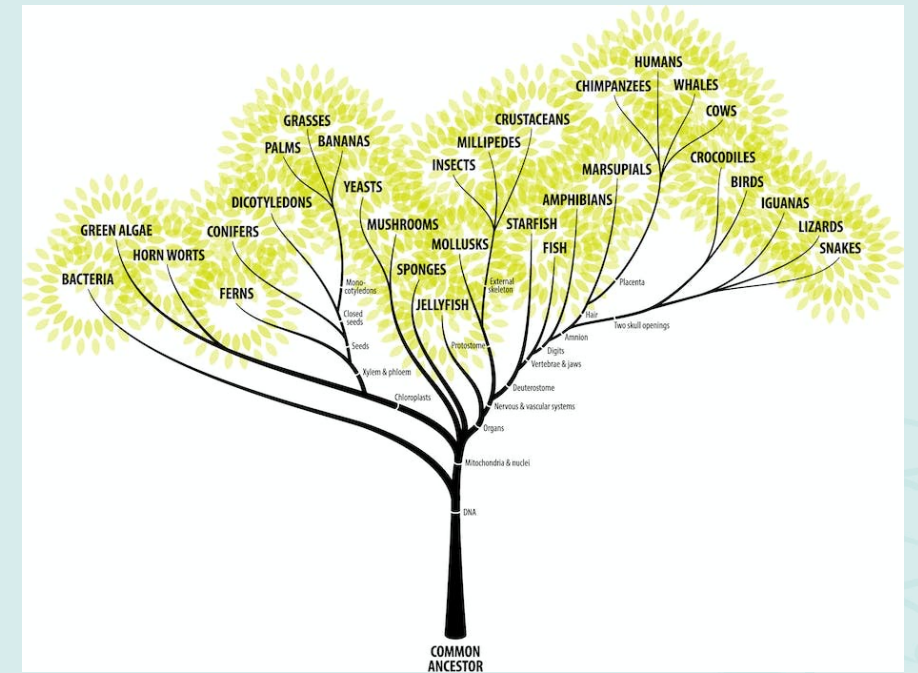 HUMANS
CHIMPANZEES
WHALES
COWS
GRASSES
PALMS
BANANAS
CRUSTACEANS
MILLIPEDES
INSECTS
MARSUPIALS
CROCODILES
BIRDS
IGUANAS
LIZARDS
SNAKES
DICOTYLEDONS
YEASTS
MUSHROOMS
AMPHIBIANS
STARFISH
FISH
MOLLUSKS
SPONGES
JELLYFISH
GREEN ALGAE
HORN WORTS
CONIFERS
BACTERIA
FERNS
Mono-
cotyledons
Closed
seeds
Seeds
Xylem & phloem
Chloroplasts
External
skeleton
Protostome
Placenta
Hair
Two skull openings
Amnion
Digits
Vertebrae & jaws
Deuterostome
Nervous & vascular systems
Organs
Mitochondria & nuclei
DNA
COMMON
ANCESTOR